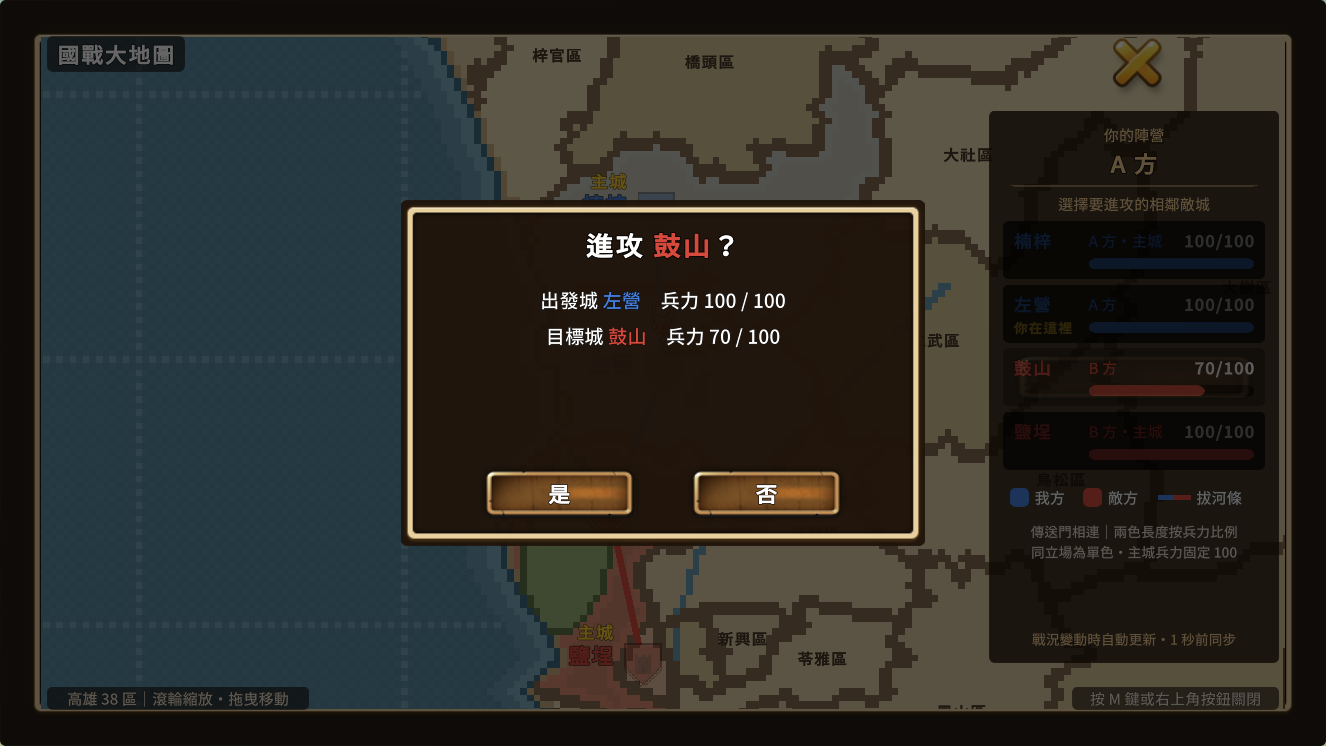 國戰大地圖
梓官區
橋頭區
大社區
主城
你的陣營
A 方
選擇要進攻的相鄰敵城
楠梓 A 方・主城 100/100
左營 A 方 100/100
你在這裡
鼓山 B 方 70/100
鹽埕 B 方・主城 100/100
鳥松區
我方 敵方 拔河條
傳送門相連｜兩色長度按兵力比例
同立場為單色・主城兵力固定 100
戰況變動時自動更新・1 秒前同步
進攻 鼓山？
出發城 左營 兵力 100 / 100
目標城 鼓山 兵力 70 / 100
是 否
武區
主城
鹽埕
新興區
苓雅區
高雄 38 區｜滾輪縮放・拖曳移動
按 M 鍵或右上角按鈕關閉